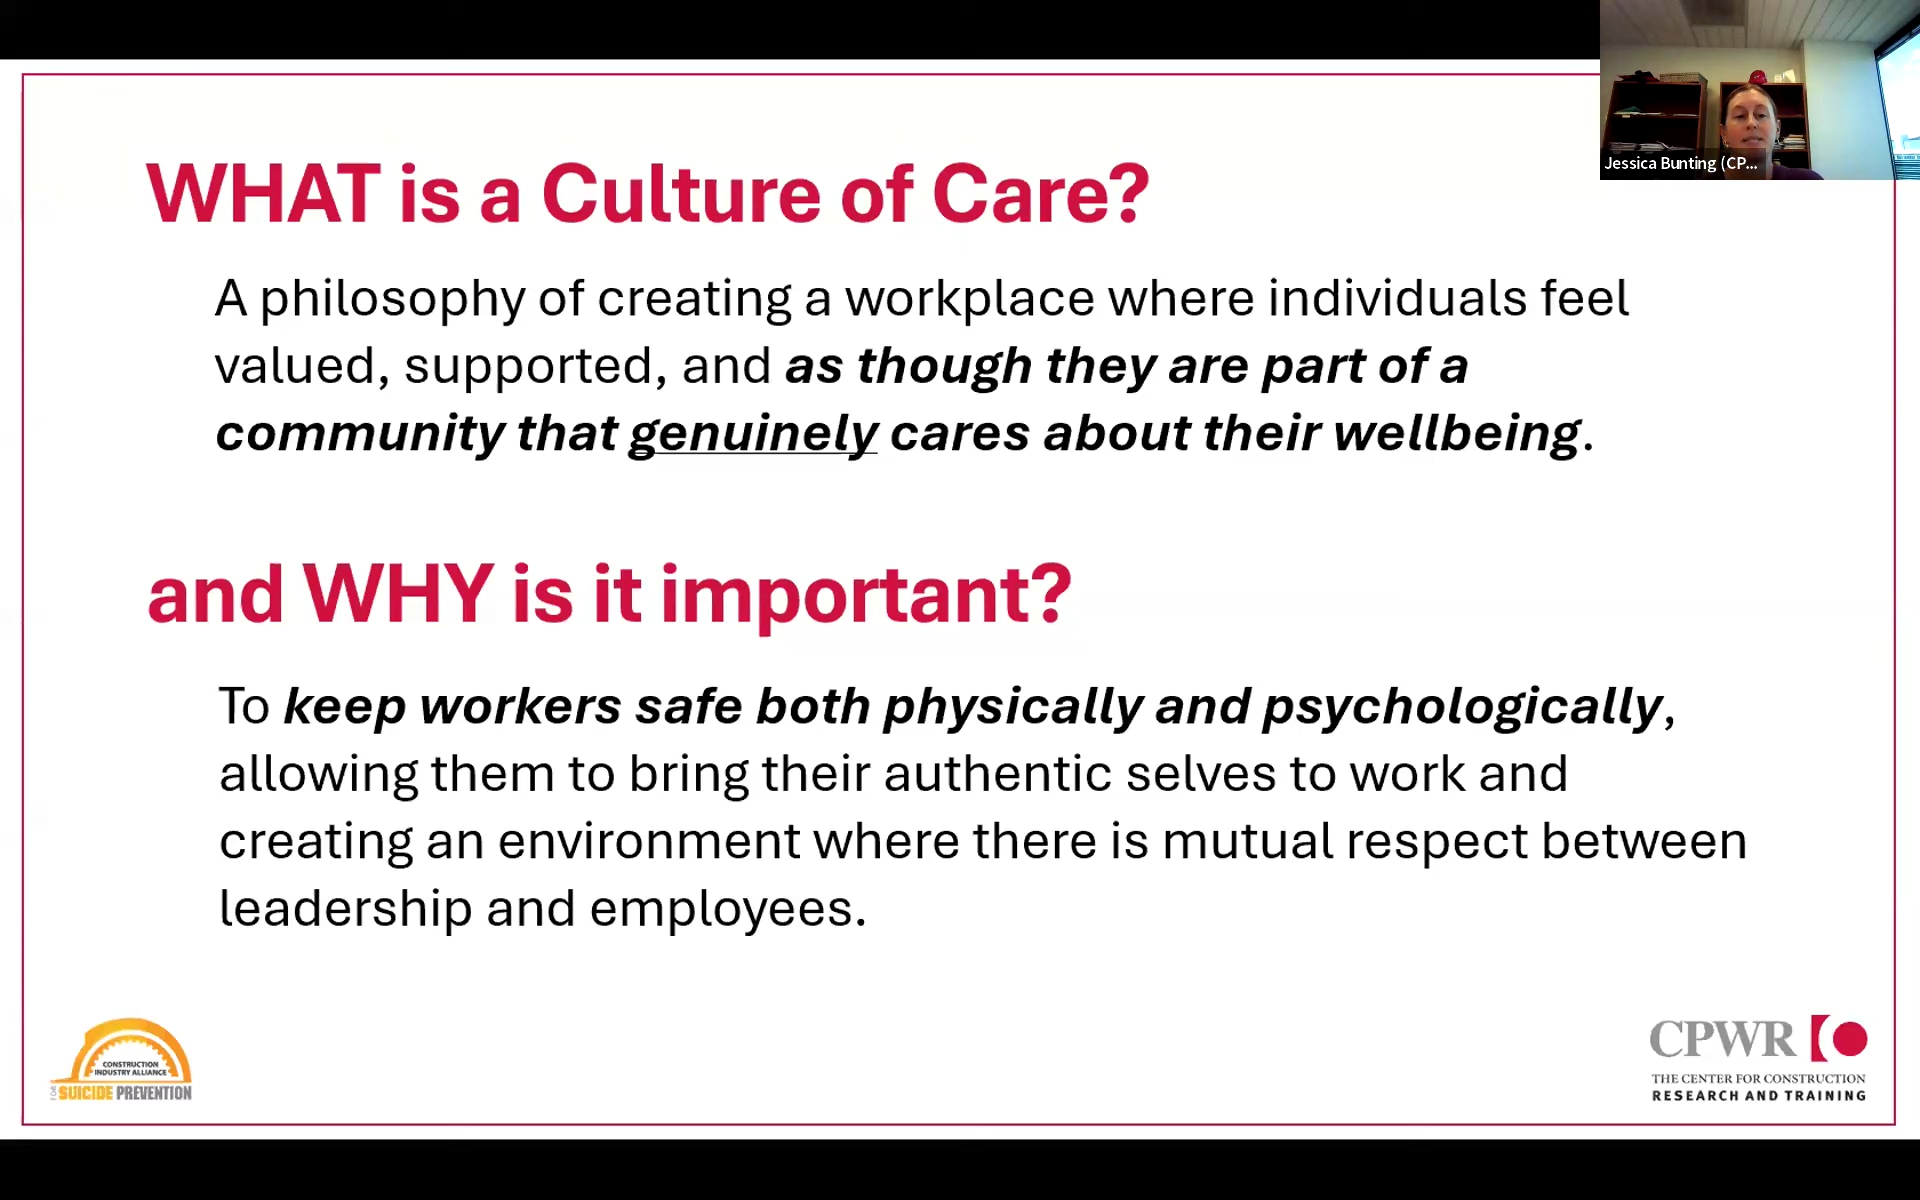 Jessica Bunting (CP...
WHAT is a Culture of Care?
A philosophy of creating a workplace where individuals feel
valued, supported, and as though they are part of a
community that genuinely cares about their wellbeing.
and WHY is it important?
To keep workers safe both physically and psychologically,
allowing them to bring their authentic selves to work and
creating an environment where there is mutual respect between
leadership and employees.
CONSTRUCTION
INDUSTRY ALLIANCE
FOR SUICIDE PREVENTION
CPWR
THE CENTER FOR CONSTRUCTION
RESEARCH AND TRAINING